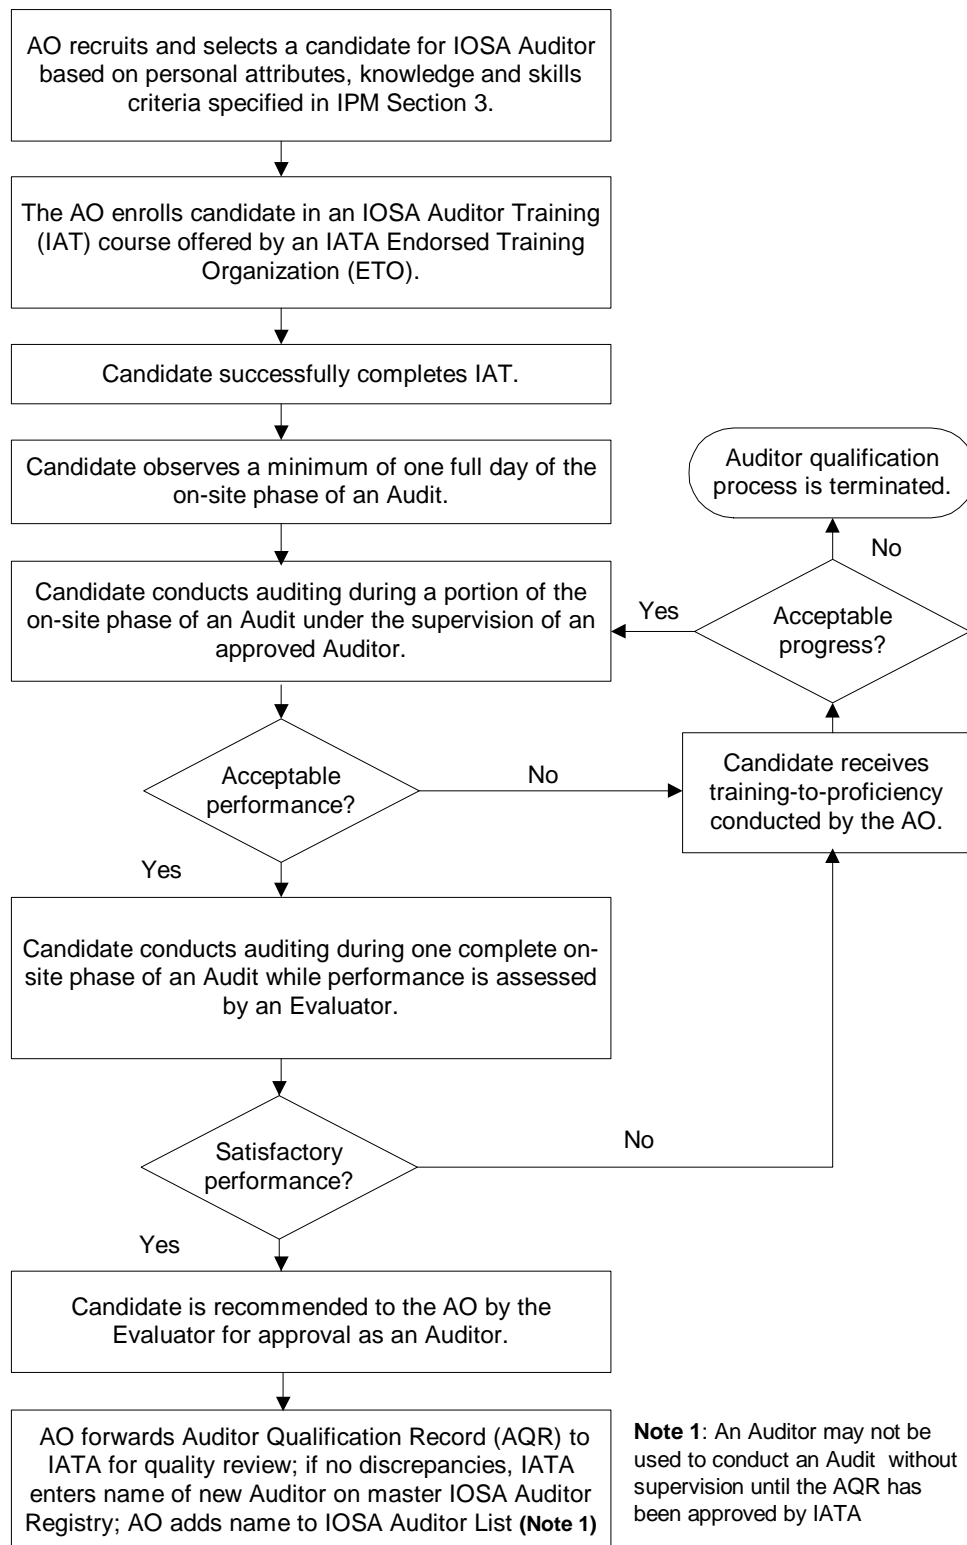 AO recruits and selects a candidate for IOSA Auditor
based on personal attributes, knowledge and skills
criteria specified in IPM Section 3.
The AO enrolls candidate in an IOSA Auditor Training
(IAT) course offered by an IATA Endorsed Training
Organization (ETO).
Candidate successfully completes IAT.
Candidate observes a minimum of one full day of the
on-site phase of an Audit.
Auditor qualification
process is terminated.
No
Candidate conducts auditing during a portion of the
on-site phase of an Audit under the supervision of an
approved Auditor.
Yes
Acceptable
progress?
Acceptable
performance?
No
Candidate receives
training-to-proficiency
conducted by the AO.
Yes
Candidate conducts auditing during one complete on-
site phase of an Audit while performance is assessed
by an Evaluator.
Satisfactory
performance?
No
Yes
Candidate is recommended to the AO by the
Evaluator for approval as an Auditor.
AO forwards Auditor Qualification Record (AQR) to
IATA for quality review; if no discrepancies, IATA
enters name of new Auditor on master IOSA Auditor
Registry; AO adds name to IOSA Auditor List (Note 1)
Note 1: An Auditor may not be
used to conduct an Audit without
supervision until the AQR has
been approved by IATA